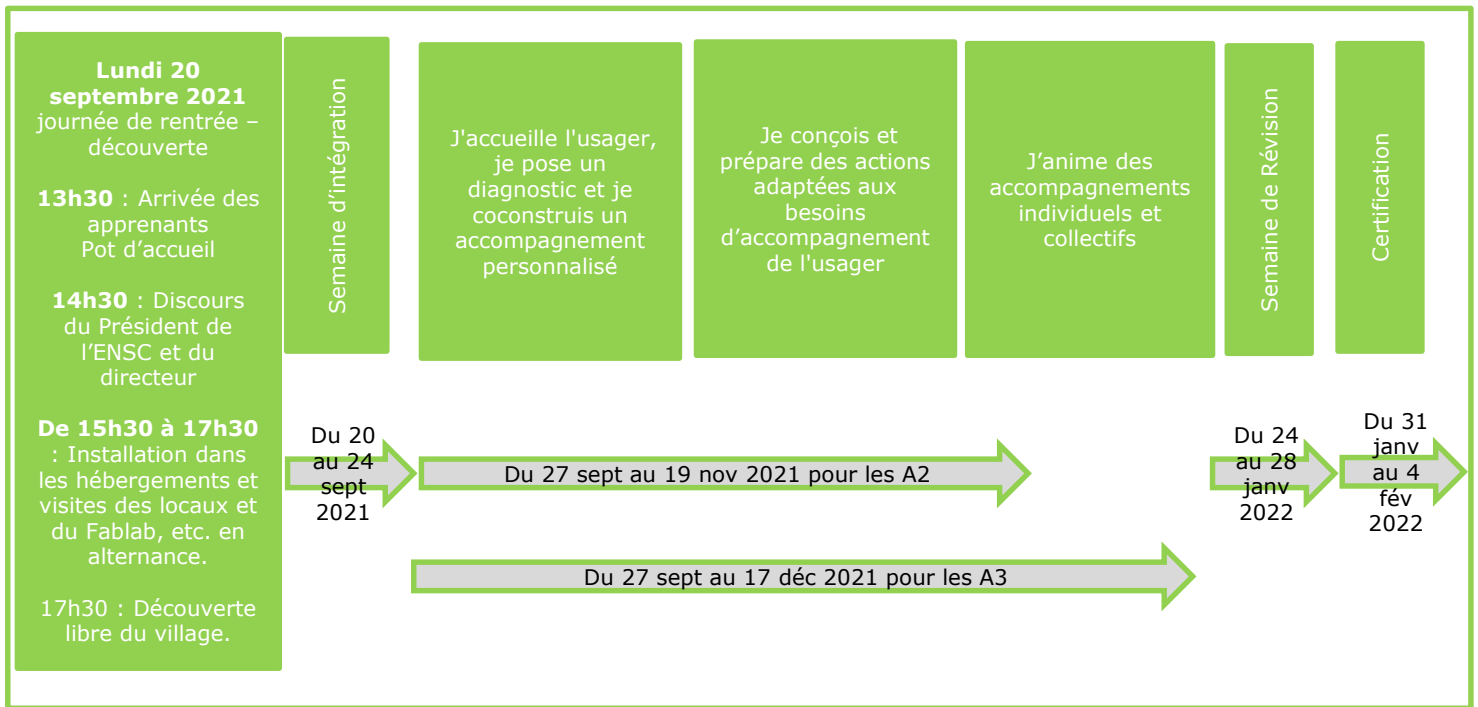 Lundi 20
septembre 2021
journée de rentrée –
découverte
13h30 : Arrivée des
apprenants
Pot d'accueil
14h30 : Discours
du Président de
l'ENSC et du
directeur
De 15h30 à 17h30
: Installation dans
les hébergements et
visites des locaux et
du Fablab, etc. en
alternance.
17h30 : Découverte
libre du village.
Semaine d'intégration
J'accueille l'usager,
je pose un
diagnostic et je
coconstruis un
accompagnement
personnalisé
Je conçois et
prépare des actions
adaptées aux
besoins
d'accompagnement
de l'usager
J'anime des
accompagnements
individuels et
collectifs
Semaine de Révision
Certification
Du 20
au 24
sept
2021
Du 27 sept au 19 nov 2021 pour les A2
Du 24
au 28
janv
2022
Du 31
janv
au 4
fév
2022
Du 27 sept au 17 déc 2021 pour les A3